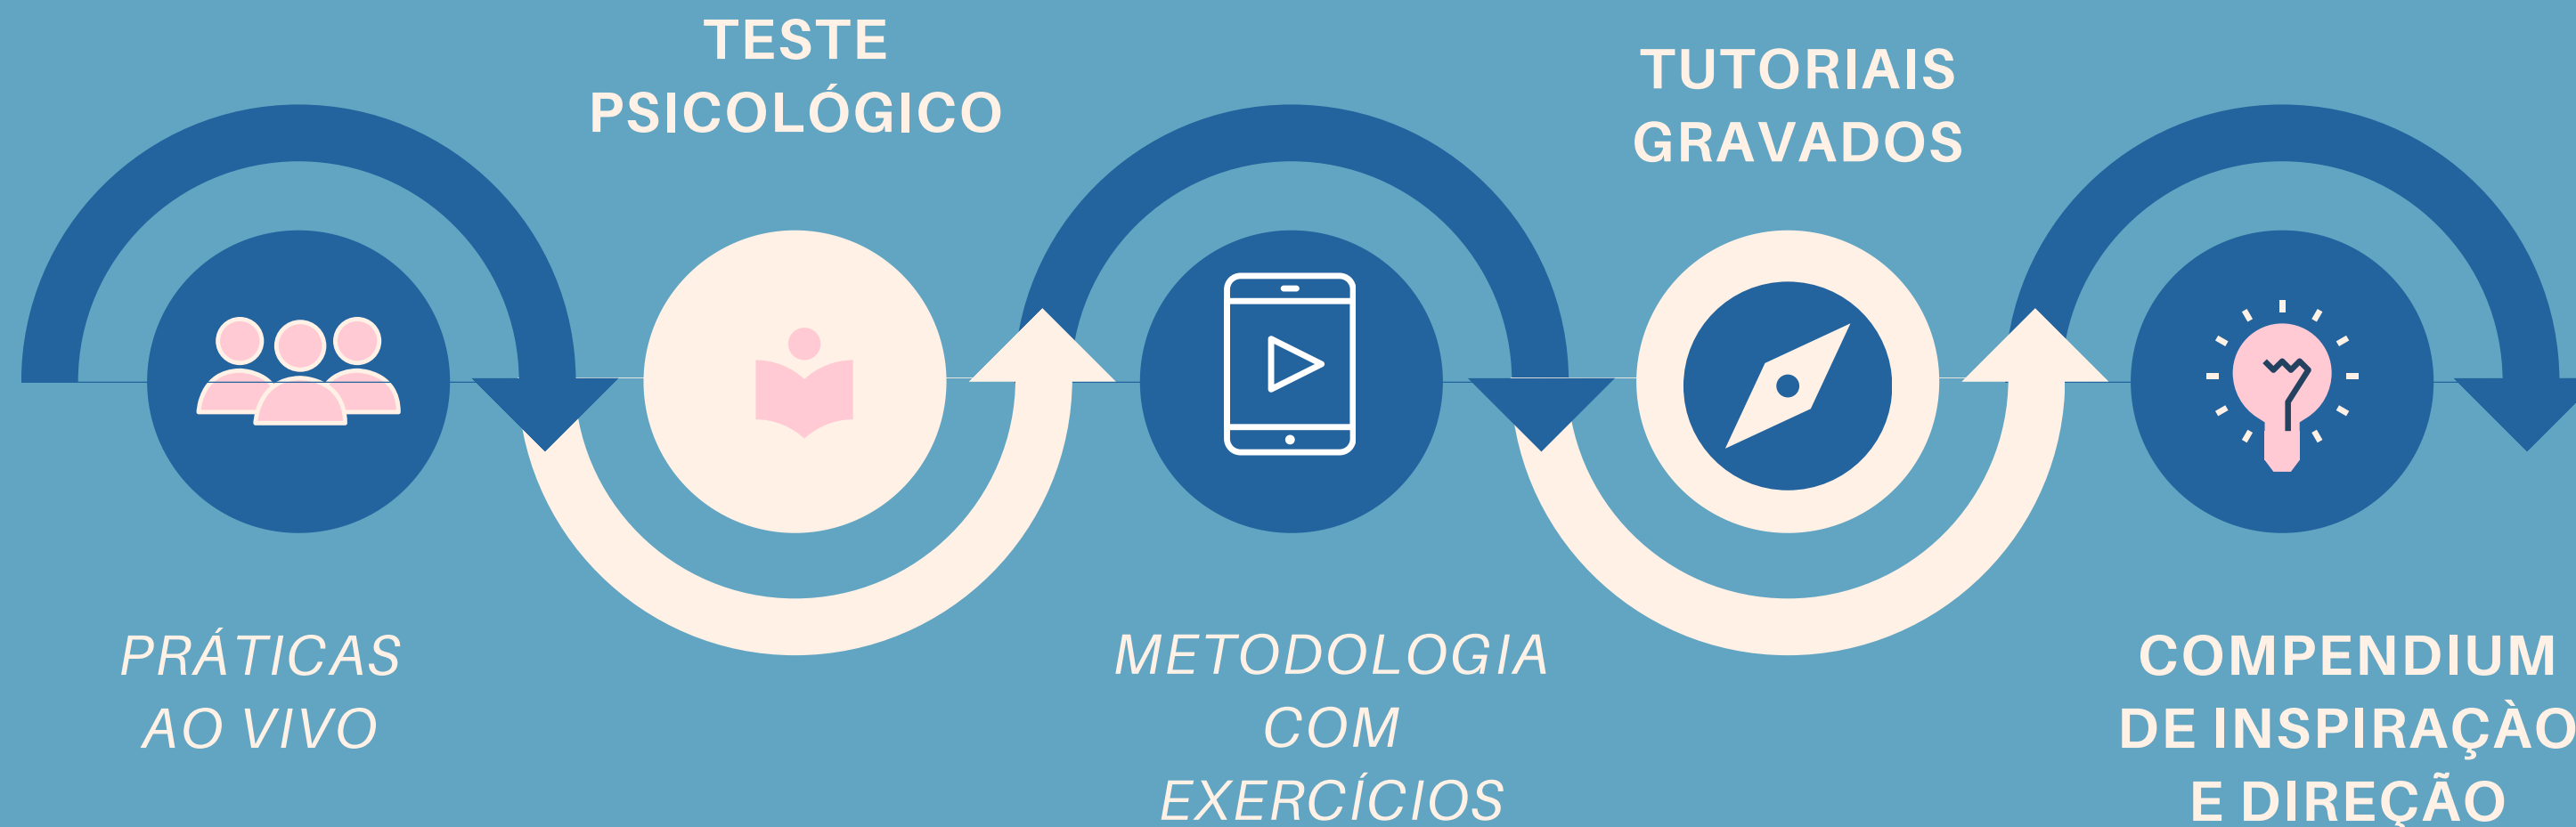 PRÁTICAS
AO VIVO
TESTE
PSICOLÓGICO
METODOLOGIA
COM
EXERCÍCIOS
TUTORIAIS
GRAVADOS
COMPENDIUM
DE INSPIRAÇÀO
E DIREÇÃO